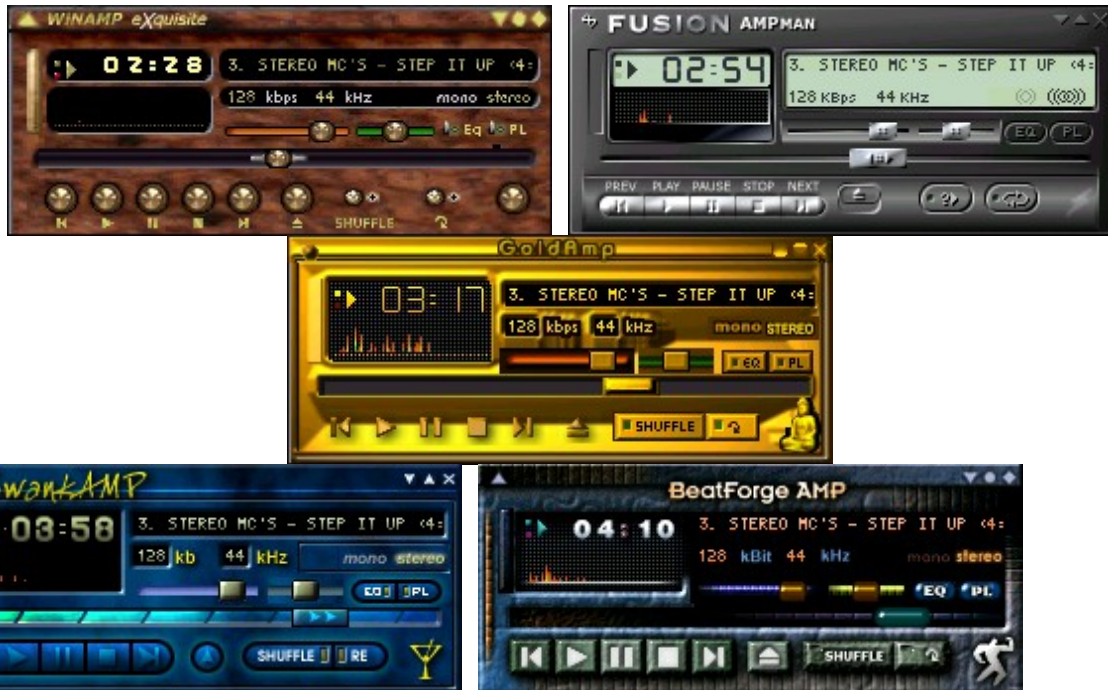 WiNAMP eXquisite
02:28
3. STEREO MC'S - STEP IT UP (4:
128 kbps 44 kHz mono stereo
Eq PL
SHUFFLE
FUSION AMPMAN
02:54
3. STEREO MC'S - STEP IT UP (4:
128 KBps 44 KHz
EQ PL
PREV PLAY PAUSE STOP NEXT
GoldAmp
03:17
3. STEREO MC'S - STEP IT UP (4:
128 kbps 44 kHz mono STEREO
EQ PL
SHUFFLE
wankAMP
03:58
3. STEREO MC'S - STEP IT UP (4:
128 kb 44 kHz mono stereo
EQ PL
SHUFFLE RE
BeatForge AMP
04:10
3. STEREO MC'S - STEP IT UP (4:
128 kBit 44 kHz mono stereo
EQ PL
SHUFFLE